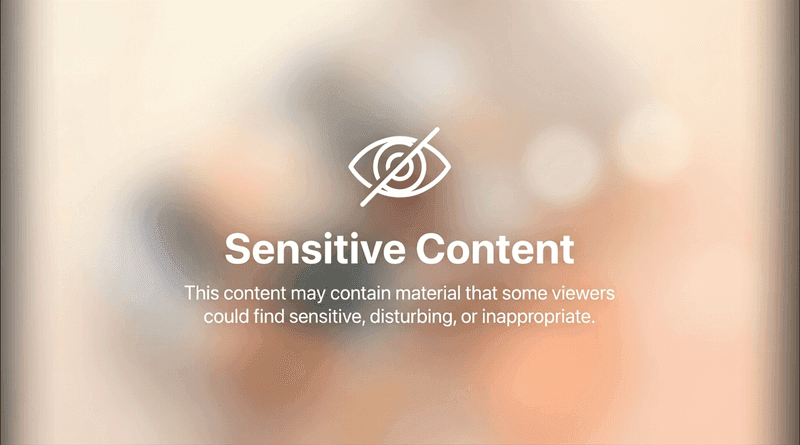 Sensitive Content
This content may contain material that some viewers
could find sensitive, disturbing, or inappropriate.